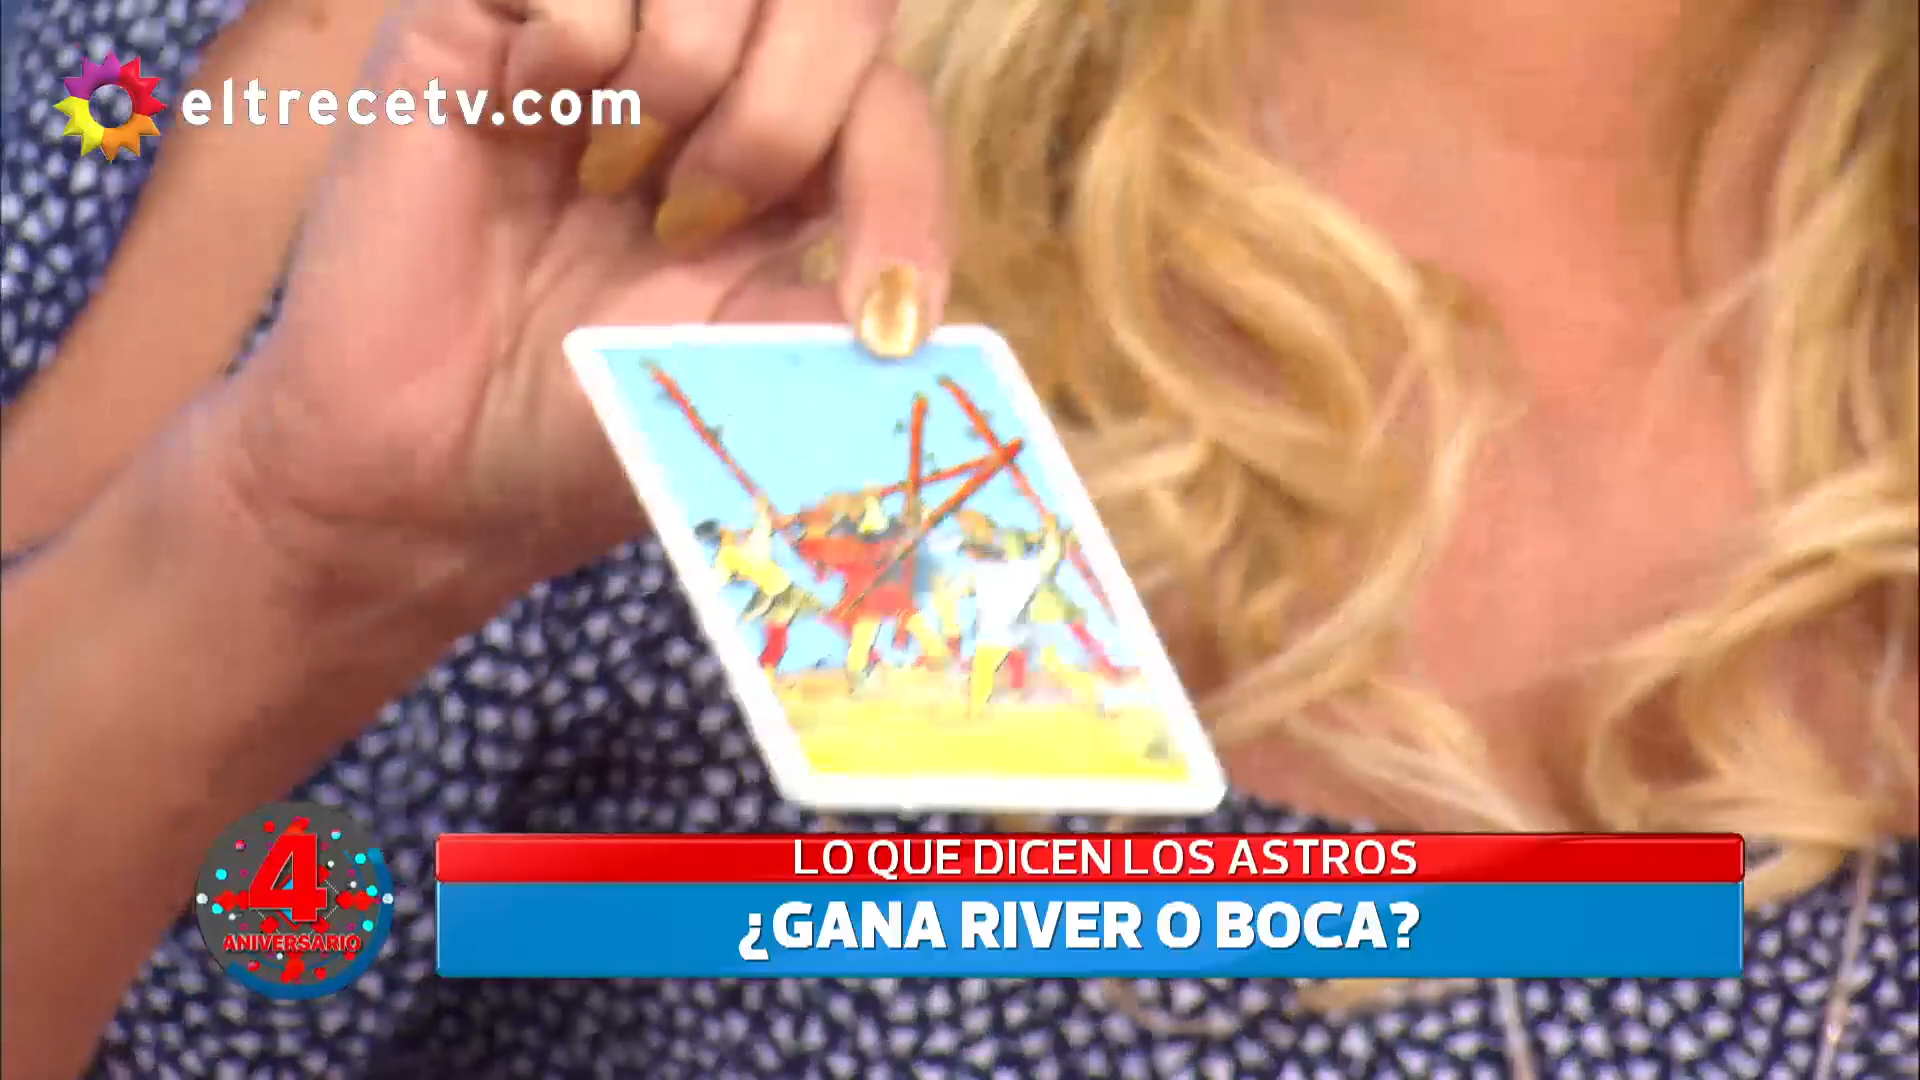 eltrecetv.com
LO QUE DICEN LOS ASTROS
¿GANA RIVER O BOCA?
4
ANIVERSARIO